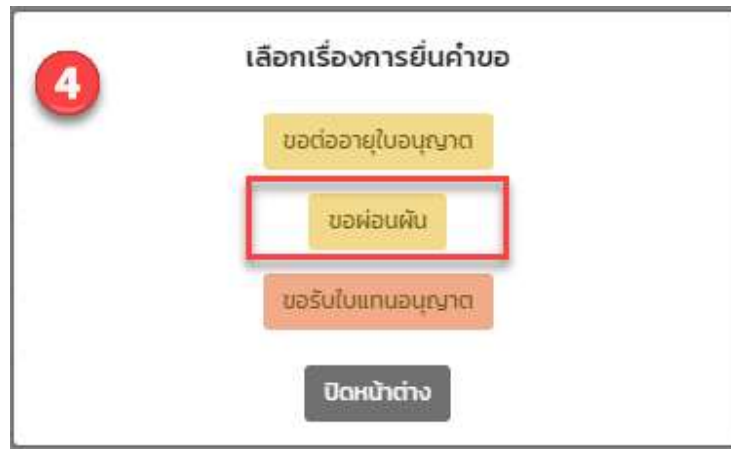 เลือกเรื่องการยื่นคำขอ
4
ขอต่ออายุใบอนุญาต
ขอผ่อนผัน
ขอรับใบแทนอนุญาต
ปิดหน้าต่าง